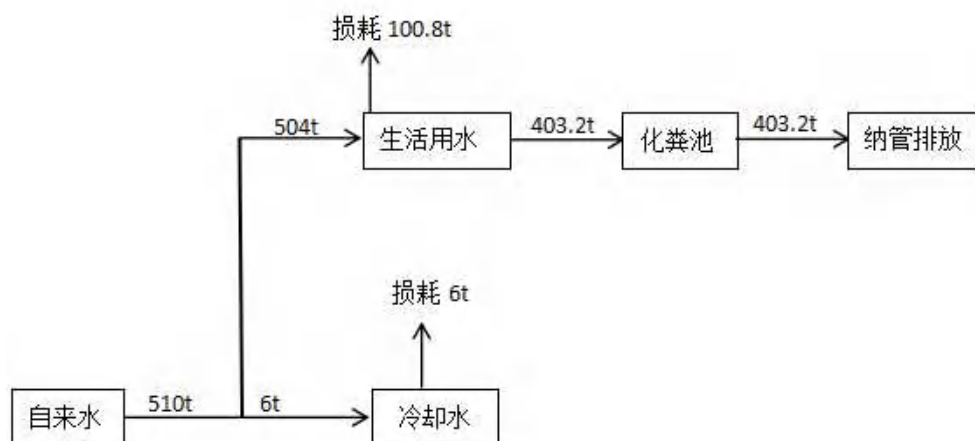 损耗 100.8t
504t
生活用水
403.2t
化粪池
403.2t
纳管排放
损耗 6t
自来水
510t
6t
冷却水